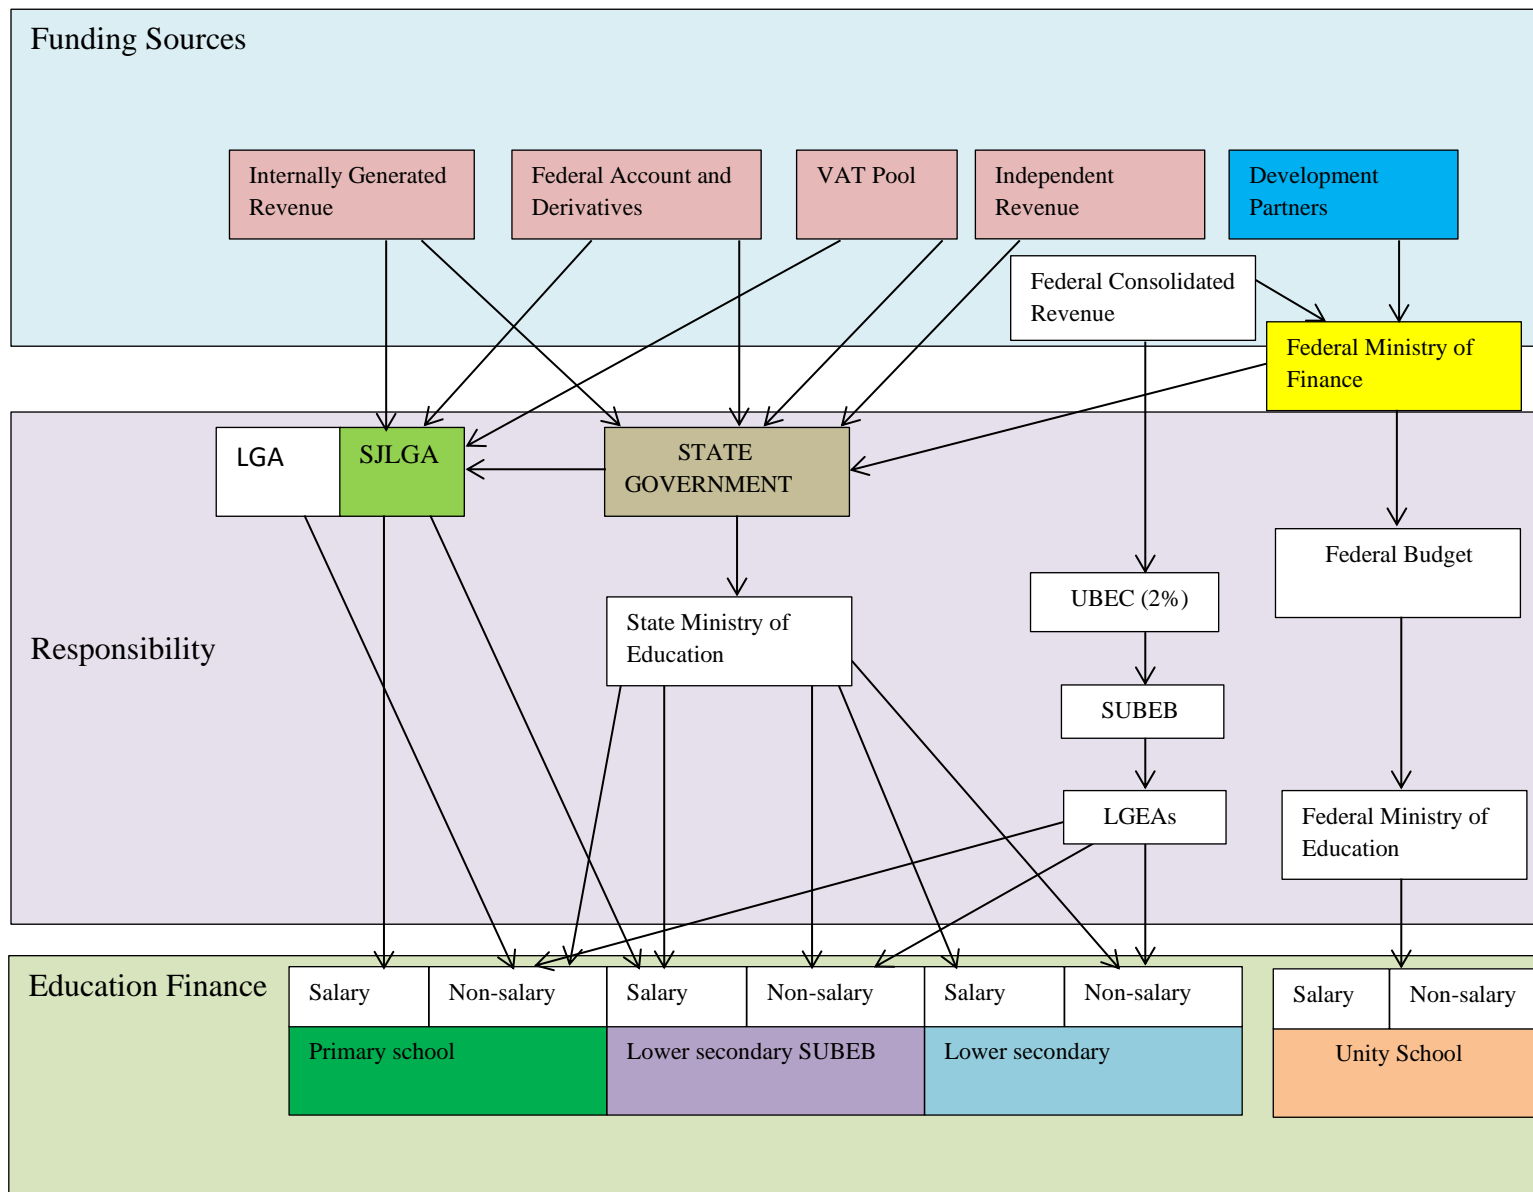 Funding Sources
Internally Generated
Revenue
Federal Account and
Derivatives
VAT Pool
Independent
Revenue
Development
Partners
Federal Consolidated
Revenue
Federal Ministry of
Finance
LGA
SJLGA
STATE
GOVERNMENT
Federal Budget
UBEC (2%)
State Ministry of
Education
Responsibility
SUBEB
LGEAs
Federal Ministry of
Education
Education Finance
Salary
Non-salary
Salary
Non-salary
Salary
Non-salary
Salary
Non-salary
Primary school
Lower secondary SUBEB
Lower secondary
Unity School